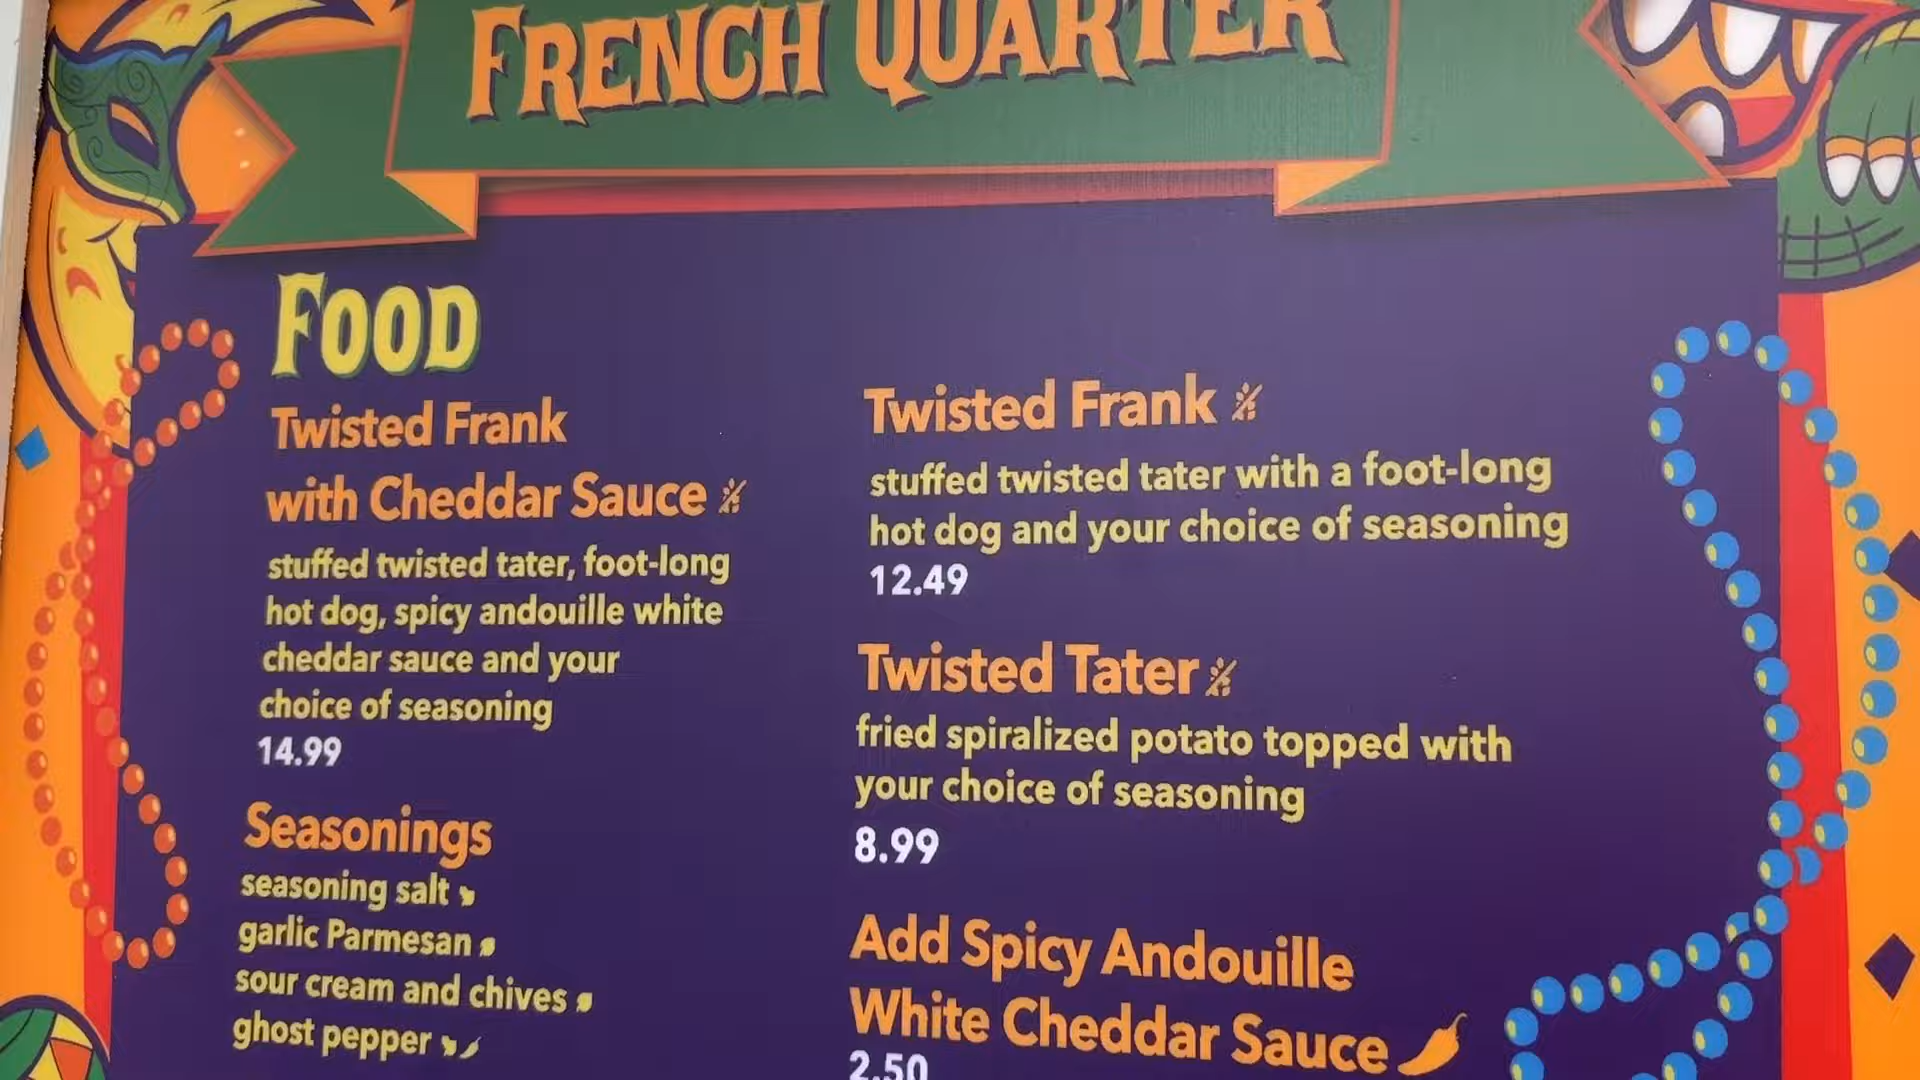 FRENCH QUARTER
FOOD
Twisted Frank
with Cheddar Sauce
stuffed twisted tater, foot-long
hot dog, spicy andouille white
cheddar sauce and your
choice of seasoning
14.99
Seasonings
seasoning salt
garlic Parmesan
sour cream and chives
ghost pepper
Twisted Frank
stuffed twisted tater with a foot-long
hot dog and your choice of seasoning
12.49
Twisted Tater
fried spiralized potato topped with
your choice of seasoning
8.99
Add Spicy Andouille
White Cheddar Sauce
2.50